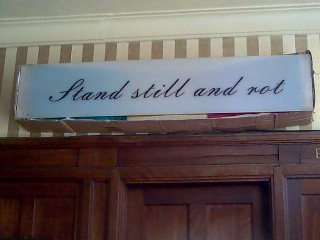 Stand still and rot